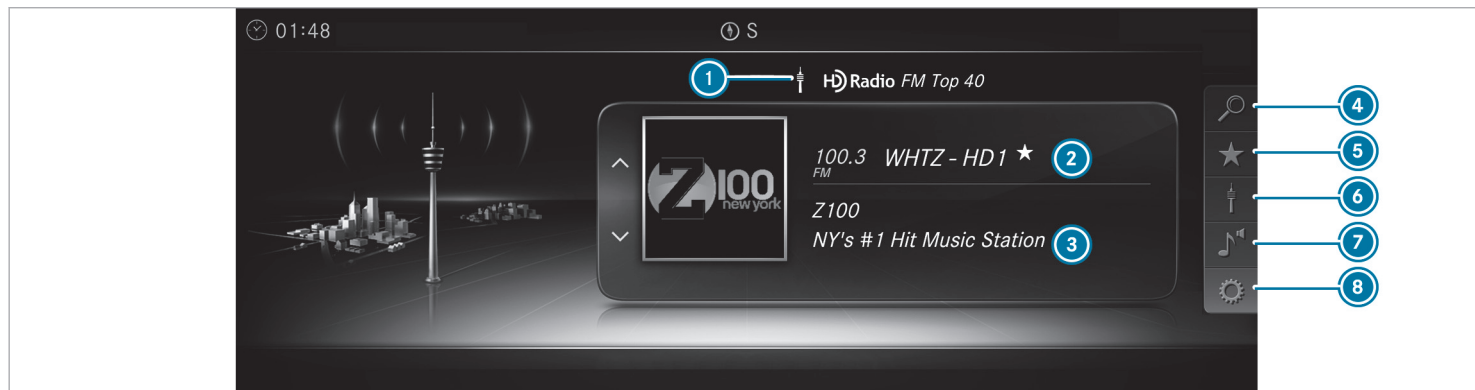 01:48
S
1
HD Radio FM Top 40
4
5
6
7
8
Z100
new york
100.3 WHTZ - HD1 ★ 2
FM
Z100
NY's #1 Hit Music Station 3